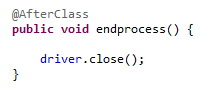 @AfterClass
public void endprocess() {
driver.close();
}